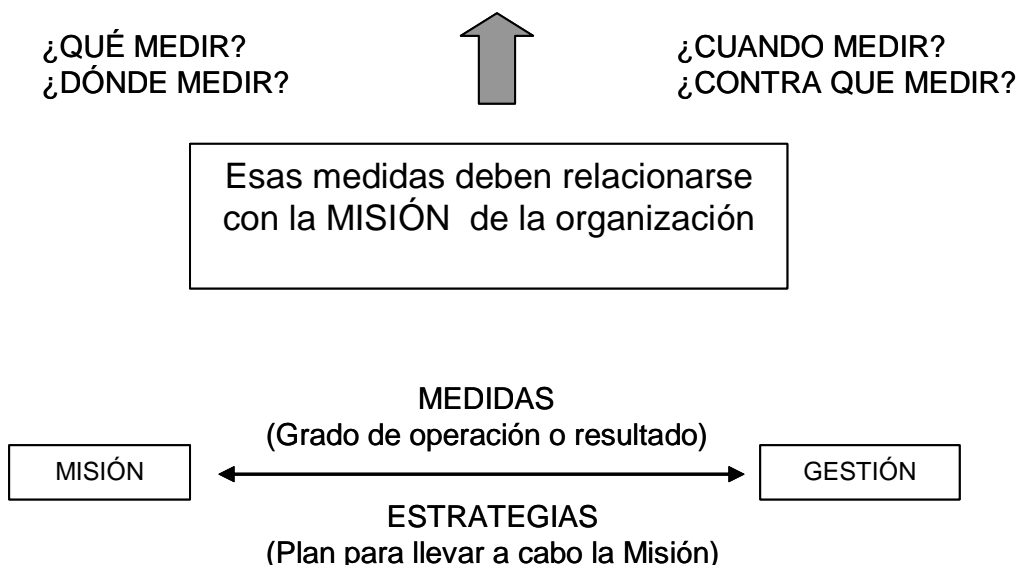 ¿QUÉ MEDIR?
¿DÓNDE MEDIR?
¿CUANDO MEDIR?
¿CONTRA QUE MEDIR?
Esas medidas deben relacionarse
con la MISIÓN de la organización
MEDIDAS
(Grado de operación o resultado)
MISIÓN
GESTIÓN
ESTRATEGIAS
(Plan para llevar a cabo la Misión)